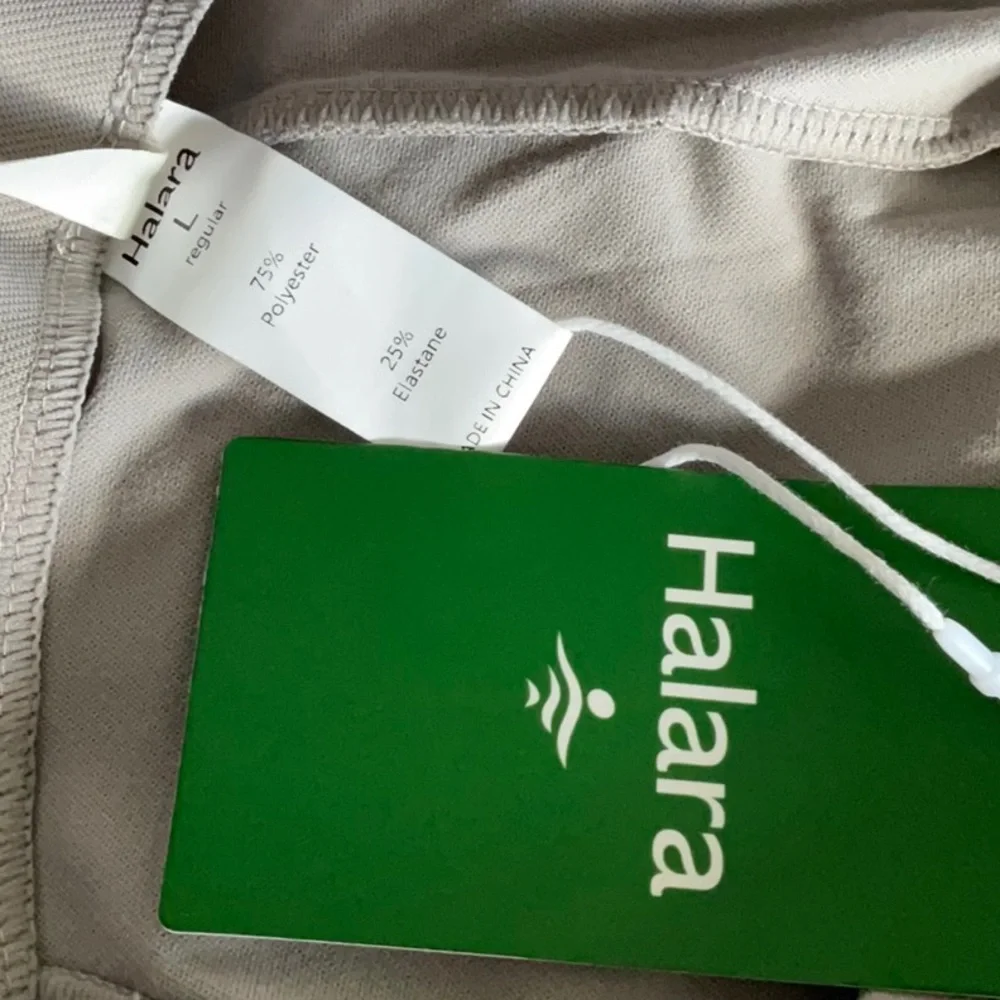 Halara
L
regular
75%
Polyester
25%
Elastane
ADE IN CHINA
Halara